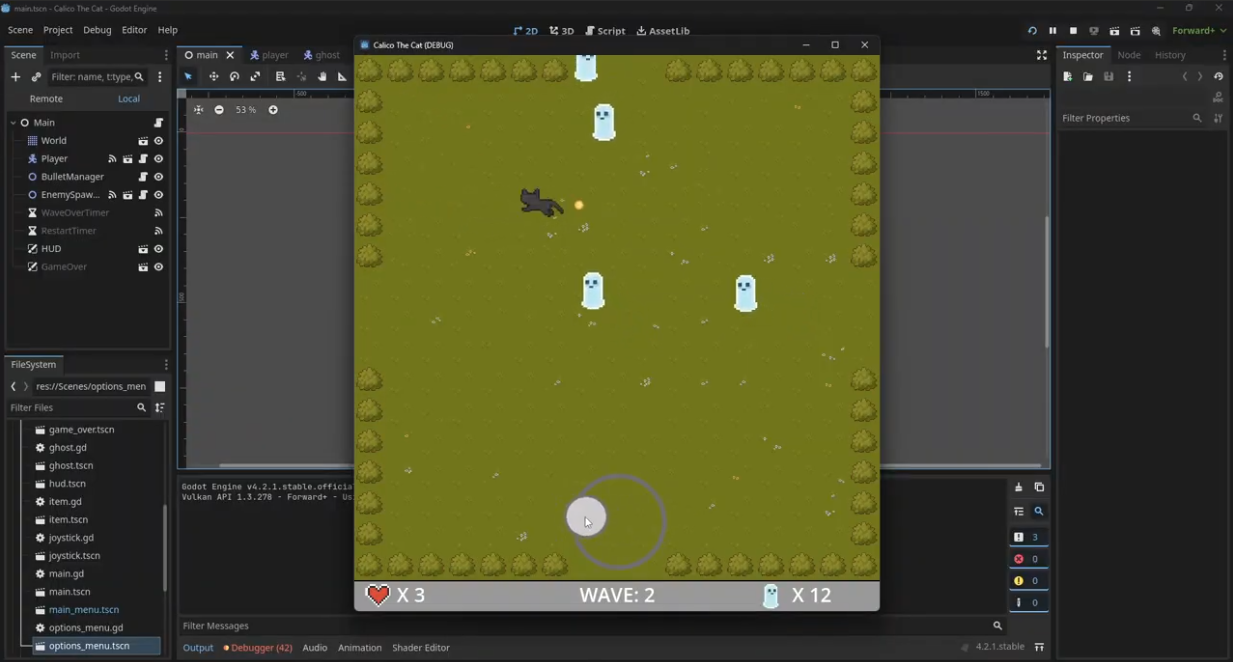 main.tscn - Calico The Cat - Godot Engine
Scene Project Debug Editor Help
2D 3D Script AssetLib
Forward+
Scene Import
main player ghost
Calico The Cat (DEBUG)
Inspector Node History
Filter: name, t:type,
Remote Local
53 %
500
1500
Filter Properties
Main
World
Player
BulletManager
EnemySpaw...
WaveOverTimer
RestartTimer
HUD
GameOver
FileSystem
res://Scenes/options_men
Filter Files
game_over.tscn
ghost.gd
ghost.tscn
hud.tscn
item.gd
item.tscn
joystick.gd
joystick.tscn
main.gd
main.tscn
main_menu.tscn
options_menu.gd
options_menu.tscn
Godot Engine v4.2.1.stable.official
Vulkan API 1.3.278 - Forward+ - Us
3
0
0
0
X 3 WAVE: 2 X 12
Filter Messages
Output Debugger (42) Audio Animation Shader Editor
4.2.1.stable